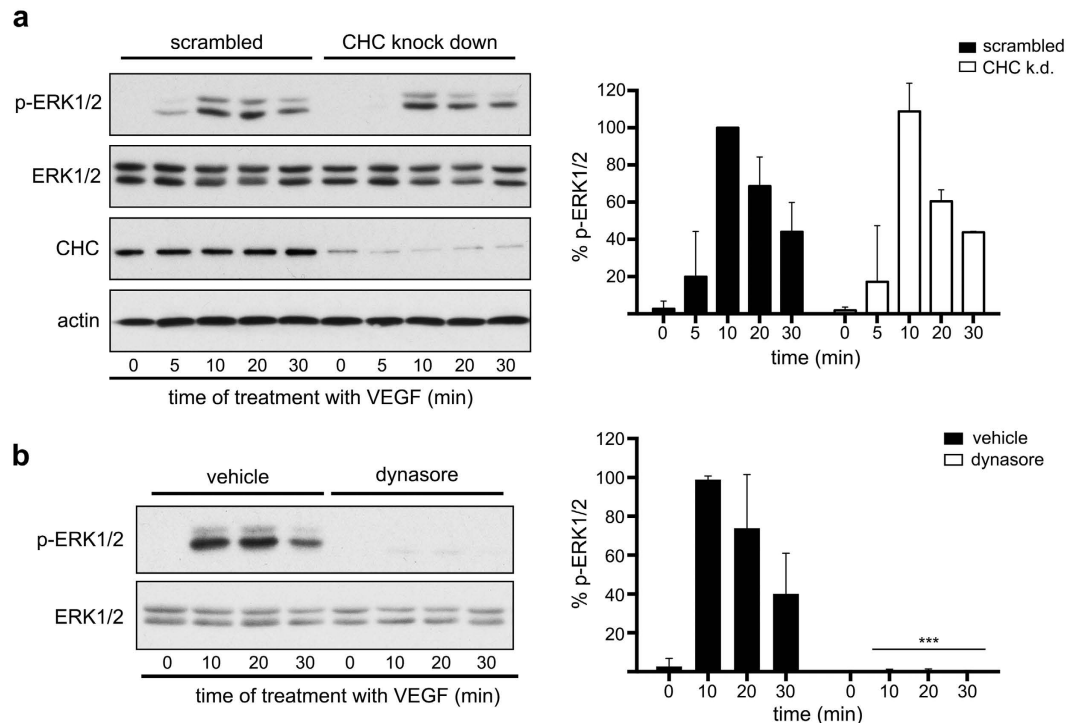 a
scrambled CHC knock down
p-ERK1/2
ERK1/2
CHC
actin
0 5 10 20 30 0 5 10 20 30
time of treatment with VEGF (min)
scrambled
CHC k.d.
% p-ERK1/2
120
100
80
60
40
20
0 5 10 20 30 0 5 10 20 30
time (min)
b
vehicle dynasore
p-ERK1/2
ERK1/2
0 10 20 30 0 10 20 30
time of treatment with VEGF (min)
vehicle
dynasore
% p-ERK1/2
120
100
80
60
40
20
***
0 10 20 30 0 10 20 30
time (min)